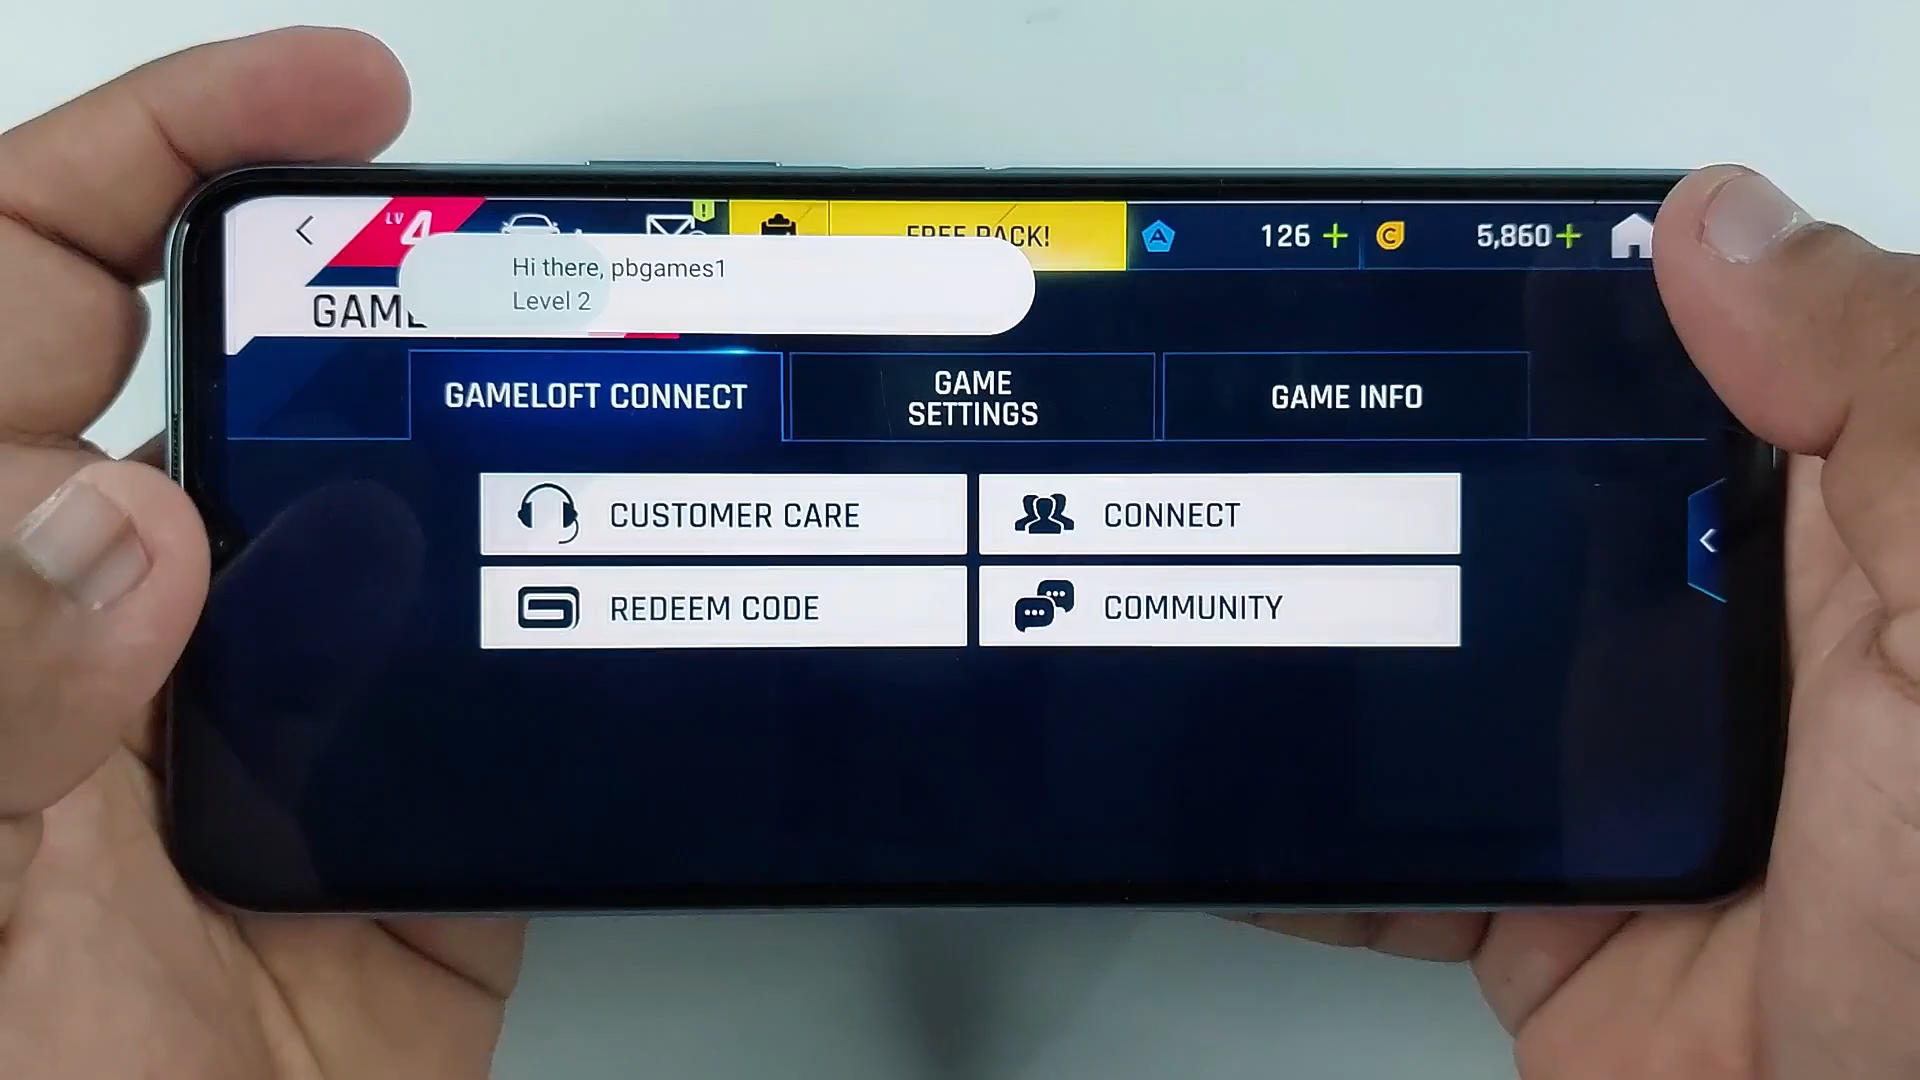 LV 4
FREE PACK!
126
5,860
Hi there, pbgames1
Level 2
GAME
GAMELOFT CONNECT
GAME
SETTINGS
GAME INFO
CUSTOMER CARE
CONNECT
REDEEM CODE
COMMUNITY